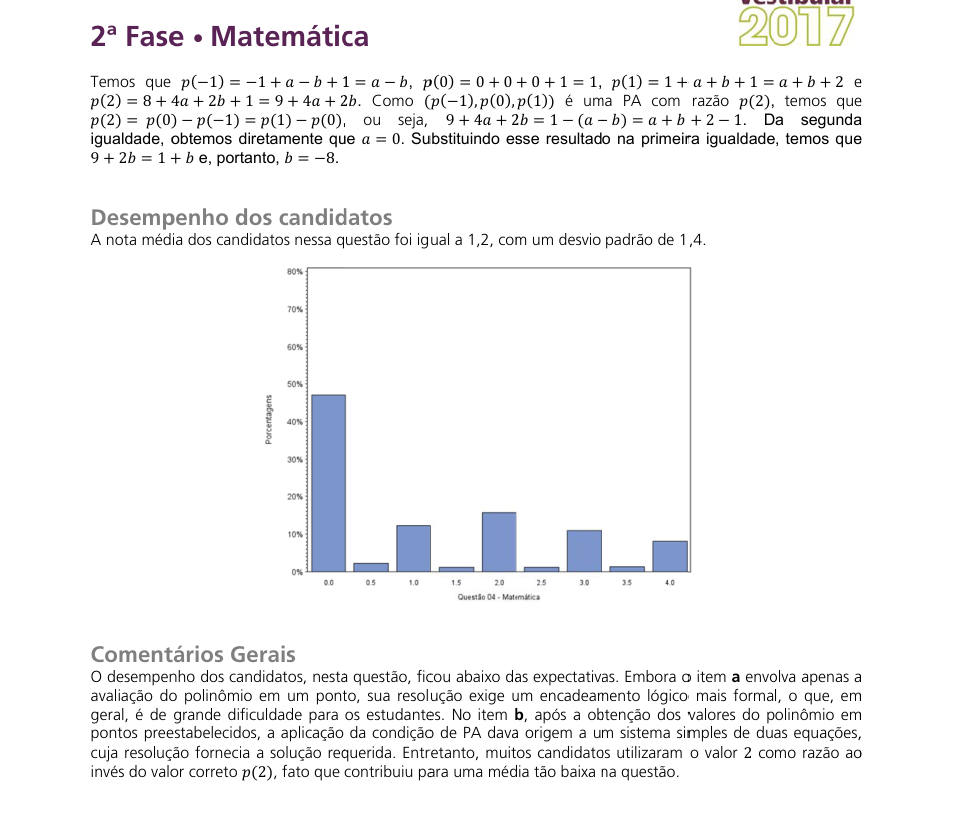 Vestibular
2017
2ª Fase • Matemática
Temos que p(−1) = −1 + a − b + 1 = a − b, p(0) = 0 + 0 + 0 + 1 = 1, p(1) = 1 + a + b + 1 = a + b + 2 e
p(2) = 8 + 4a + 2b + 1 = 9 + 4a + 2b. Como (p(−1), p(0), p(1)) é uma PA com razão p(2), temos que
p(2) = p(0) − p(−1) = p(1) − p(0), ou seja, 9 + 4a + 2b = 1 − (a − b) = a + b + 2 − 1. Da segunda
igualdade, obtemos diretamente que a = 0. Substituindo esse resultado na primeira igualdade, temos que
9 + 2b = 1 + b e, portanto, b = −8.
Desempenho dos candidatos
A nota média dos candidatos nessa questão foi igual a 1,2, com um desvio padrão de 1,4.
80%
70%
60%
50%
40%
30%
20%
10%
0%
Porcentagens
0.0 0.5 1.0 1.5 2.0 2.5 3.0 3.5 4.0
Questão 04 - Matemática
Comentários Gerais
O desempenho dos candidatos, nesta questão, ficou abaixo das expectativas. Embora o item a envolva apenas a
avaliação do polinômio em um ponto, sua resolução exige um encadeamento lógico mais formal, o que, em
geral, é de grande dificuldade para os estudantes. No item b, após a obtenção dos valores do polinômio em
pontos preestabelecidos, a aplicação da condição de PA dava origem a um sistema simples de duas equações,
cuja resolução fornecia a solução requerida. Entretanto, muitos candidatos utilizaram o valor 2 como razão ao
invés do valor correto p(2), fato que contribuiu para uma média tão baixa na questão.